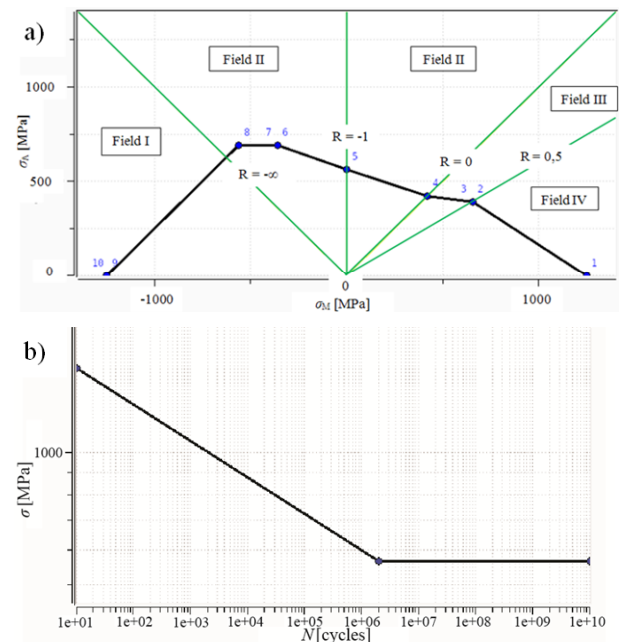 a)
Field II
Field II
1000
Field III
σA [MPa]
Field I
8 7 6
R = -1
5
R = 0
R = 0,5
R = -∞
500
4
3 2
Field IV
0
10 9
1
-1000
0
1000
σM [MPa]
b)
1000
σ [MPa]
1e+01 1e+02 1e+03 1e+04 1e+05 1e+06 1e+07 1e+08 1e+09 1e+10
N[cycles]